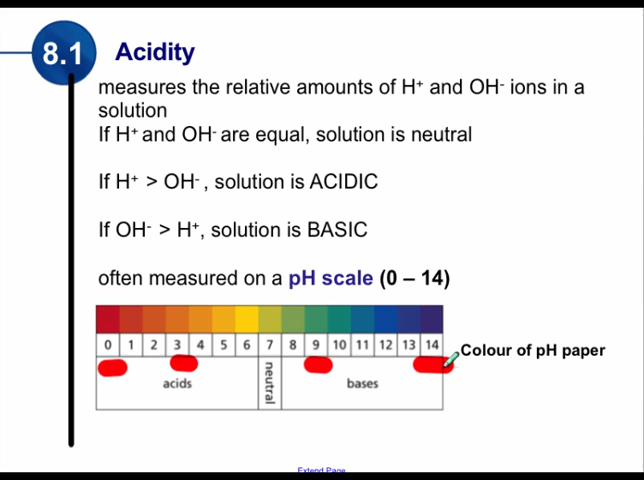 8.1 Acidity
measures the relative amounts of H⁺ and OH⁻ ions in a
solution
If H⁺ and OH⁻ are equal, solution is neutral
If H⁺ > OH⁻ , solution is ACIDIC
If OH⁻ > H⁺, solution is BASIC
often measured on a pH scale (0 – 14)
0 1 2 3 4 5 6 7 8 9 10 11 12 13 14
Colour of pH paper
acids
neutral
bases
Extend Page